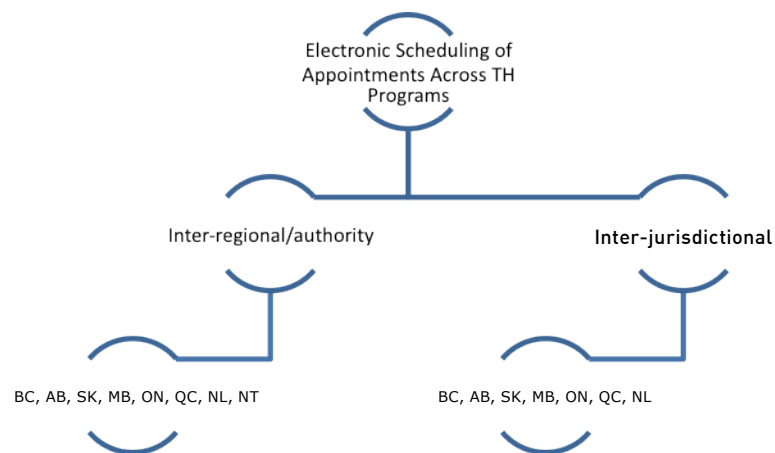 Electronic Scheduling of
Appointments Across TH
Programs
Inter-regional/authority
Inter-jurisdictional
BC, AB, SK, MB, ON, QC, NL, NT
BC, AB, SK, MB, ON, QC, NL